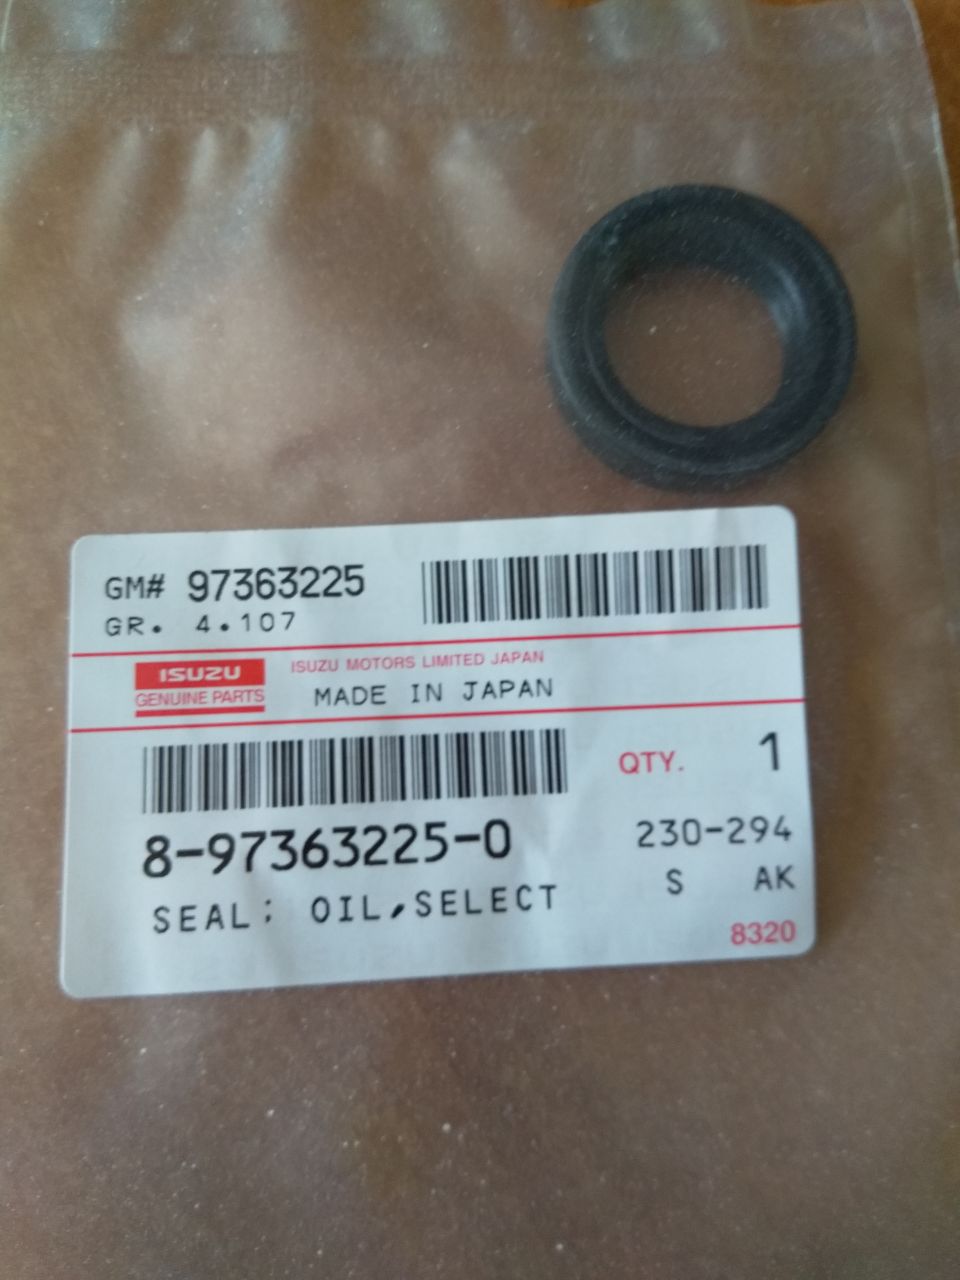 GM# 97363225
GR. 4.107
ISUZU
GENUINE PARTS
ISUZU MOTORS LIMITED JAPAN
MADE IN JAPAN
QTY. 1
8-97363225-0
230-294
SEAL; OIL,SELECT
S AK
8320